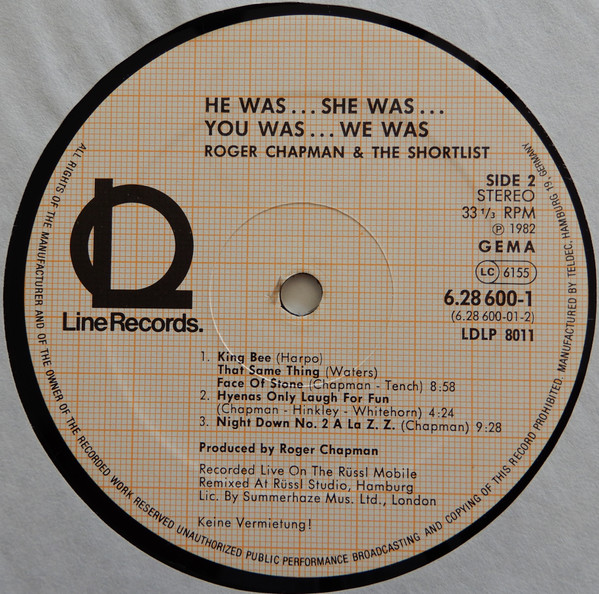 HE WAS...SHE WAS...
YOU WAS...WE WAS
ROGER CHAPMAN & THE SHORTLIST
SIDE 2
STEREO
33 1/3 RPM
℗ 1982
GEMA
LC 6155
6.28 600-1
(6.28 600-01-2)
LDLP 8011
LineRecords.
1. King Bee (Harpo)
That Same Thing (Waters)
Face Of Stone (Chapman - Tench) 8:58
2. Hyenas Only Laugh For Fun
(Chapman - Hinkley - Whitehorn) 4:24
3. Night Down No. 2 A La Z. Z. (Chapman) 9:28
Produced by Roger Chapman
Recorded Live On The Rüssl Mobile
Remixed At Rüssl Studio, Hamburg
Lic. By Summerhaze Mus. Ltd., London
Keine Vermietung!
ALL RIGHTS OF THE MANUFACTURER AND OF THE OWNER OF THE RECORDED WORK RESERVED UNAUTHORIZED PUBLIC PERFORMANCE BROADCASTING AND COPYING OF THIS RECORD PROHIBITED. MANUFACTURED BY TELDEC, HAMBURG 19, GERMANY